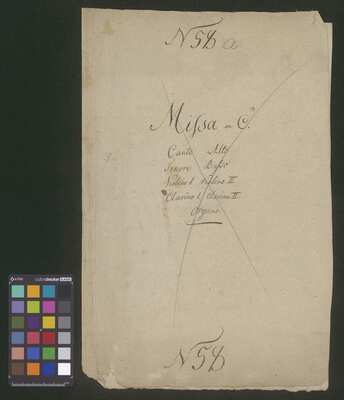 N 58 a
Missa in C.
Canto Alto
Tenore Basso
Violino I Violino II
Clarino I Clarino II
Organo
N 58